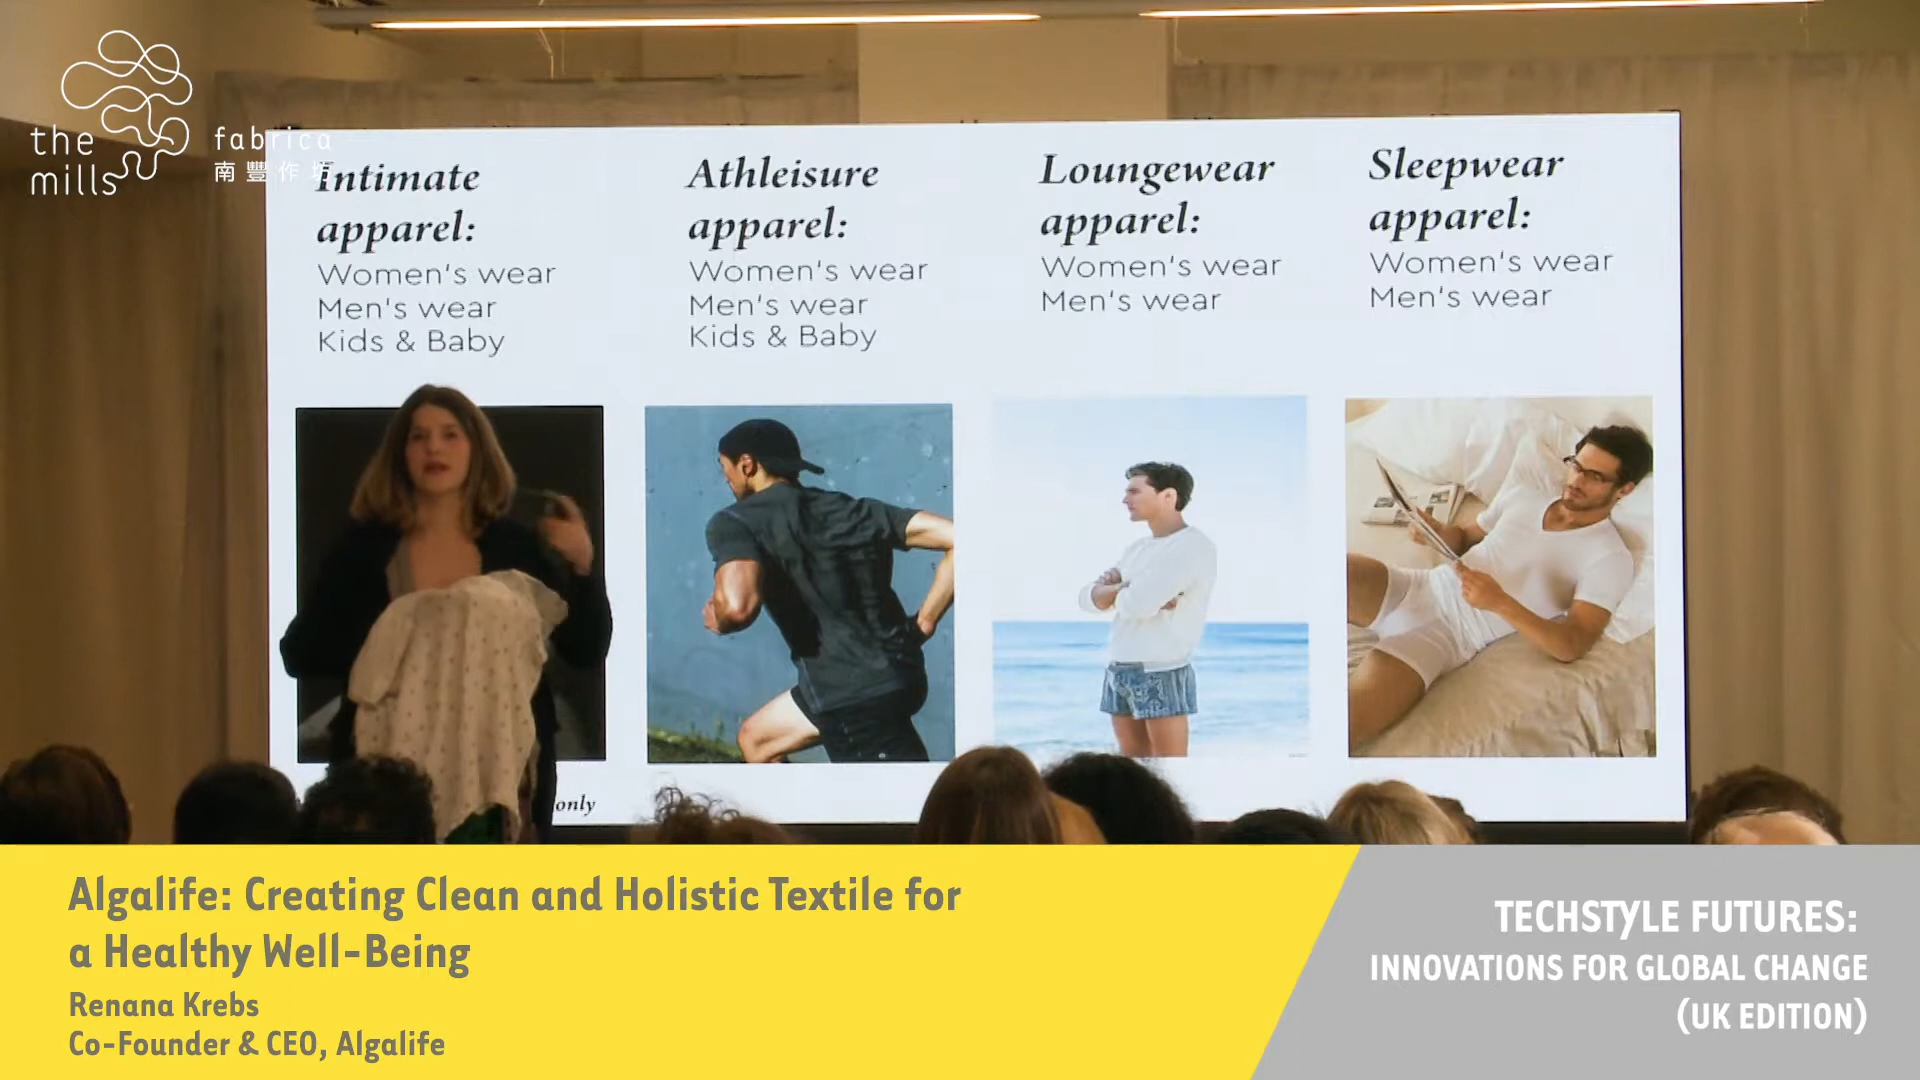 the
mills
fabrica
南豐作坊
Intimate
apparel:
Women's wear
Men's wear
Kids & Baby
Athleisure
apparel:
Women's wear
Men's wear
Kids & Baby
Loungewear
apparel:
Women's wear
Men's wear
Sleepwear
apparel:
Women's wear
Men's wear
only
Algalife: Creating Clean and Holistic Textile for
a Healthy Well-Being
Renana Krebs
Co-Founder & CEO, Algalife
TECHSTYLE FUTURES:
INNOVATIONS FOR GLOBAL CHANGE
(UK EDITION)